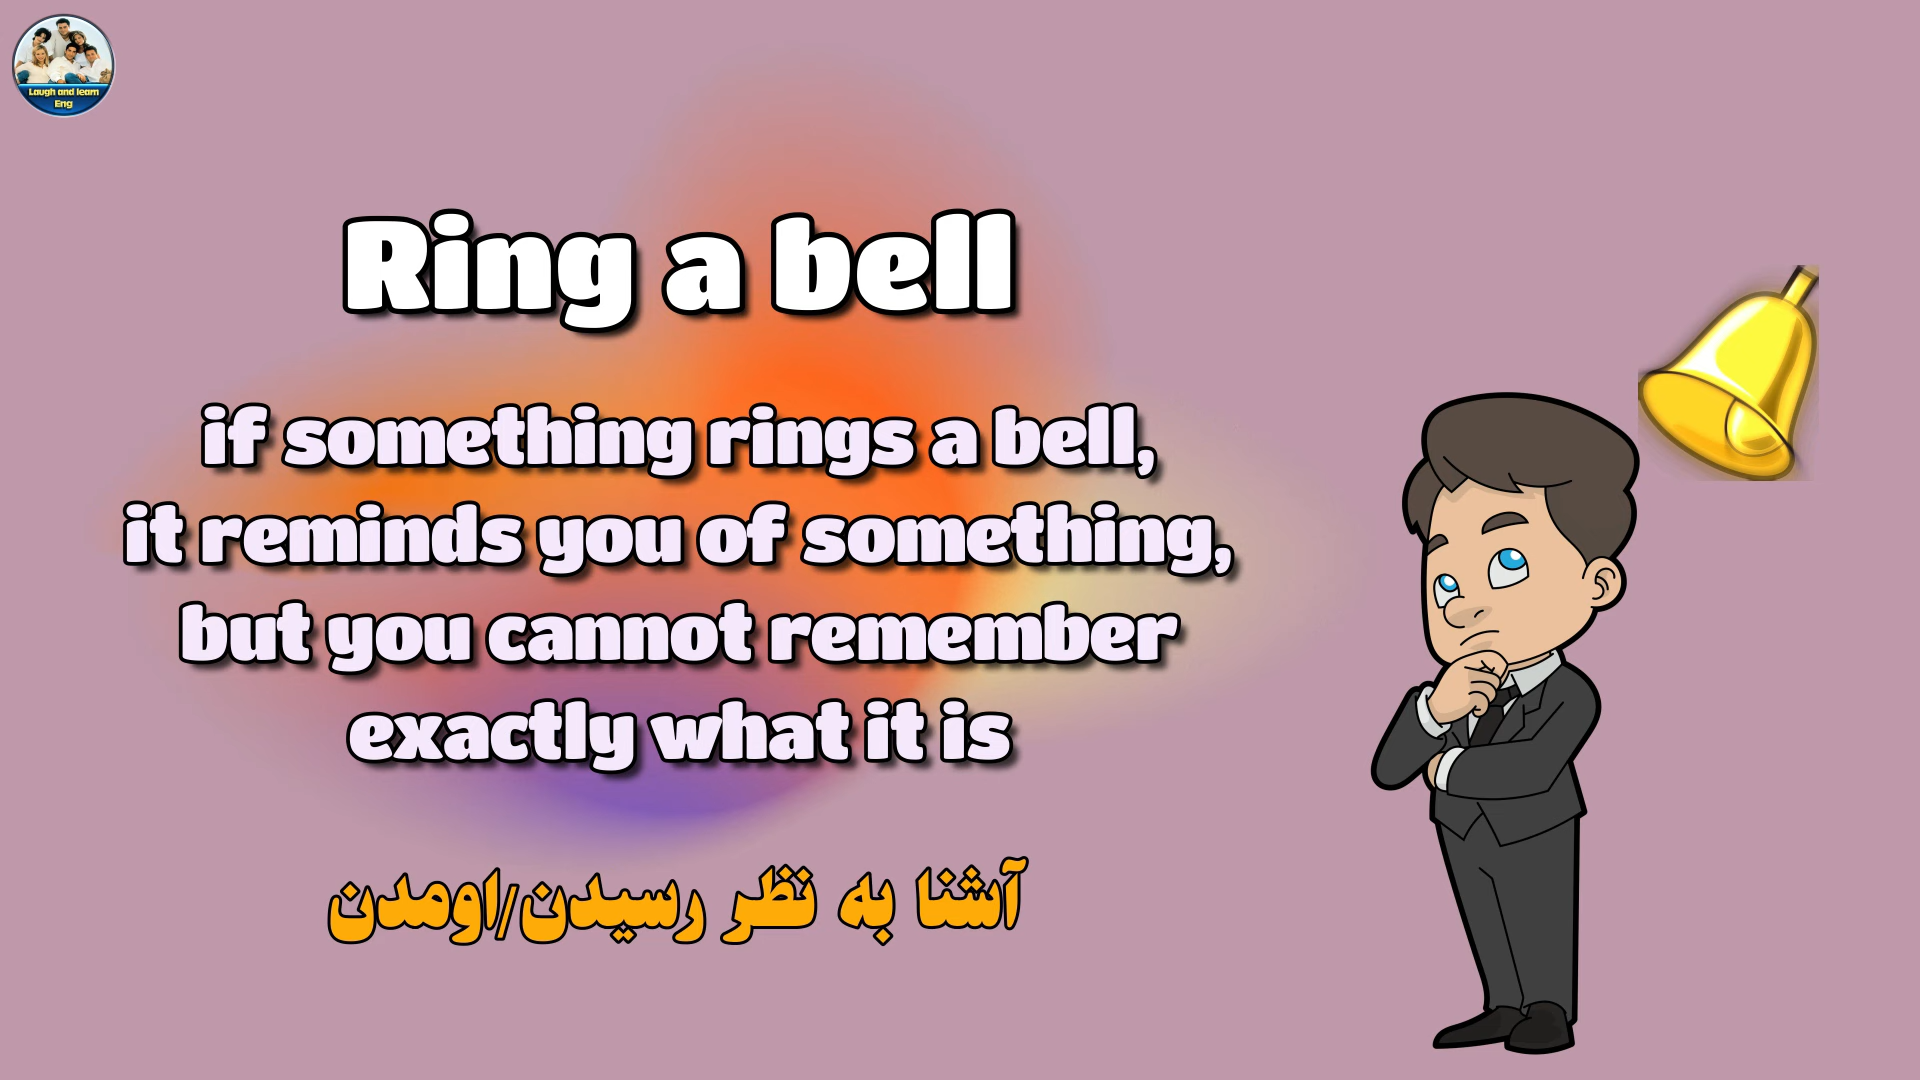 Laugh and learn
Eng
Ring a bell
if something rings a bell,
it reminds you of something,
but you cannot remember
exactly what it is
آشنا به نظر رسیدن/اومدن